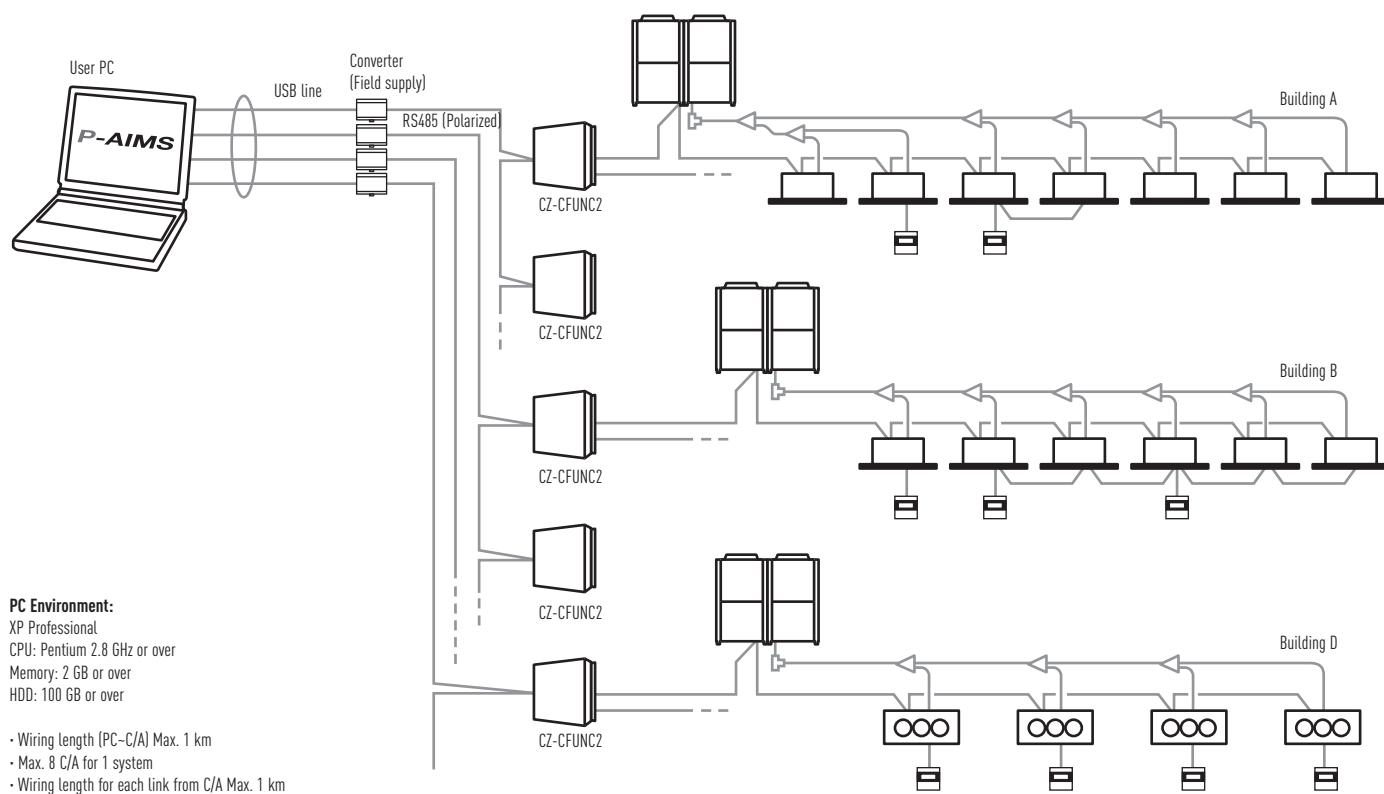 User PC
P-AIMS
USB line
Converter
(Field supply)
RS485 (Polarized)
CZ-CFUNC2
Building A
CZ-CFUNC2
CZ-CFUNC2
Building B
CZ-CFUNC2
CZ-CFUNC2
Building D
PC Environment:
XP Professional
CPU: Pentium 2.8 GHz or over
Memory: 2 GB or over
HDD: 100 GB or over
· Wiring length (PC~C/A) Max. 1 km
· Max. 8 C/A for 1 system
· Wiring length for each link from C/A Max. 1 km